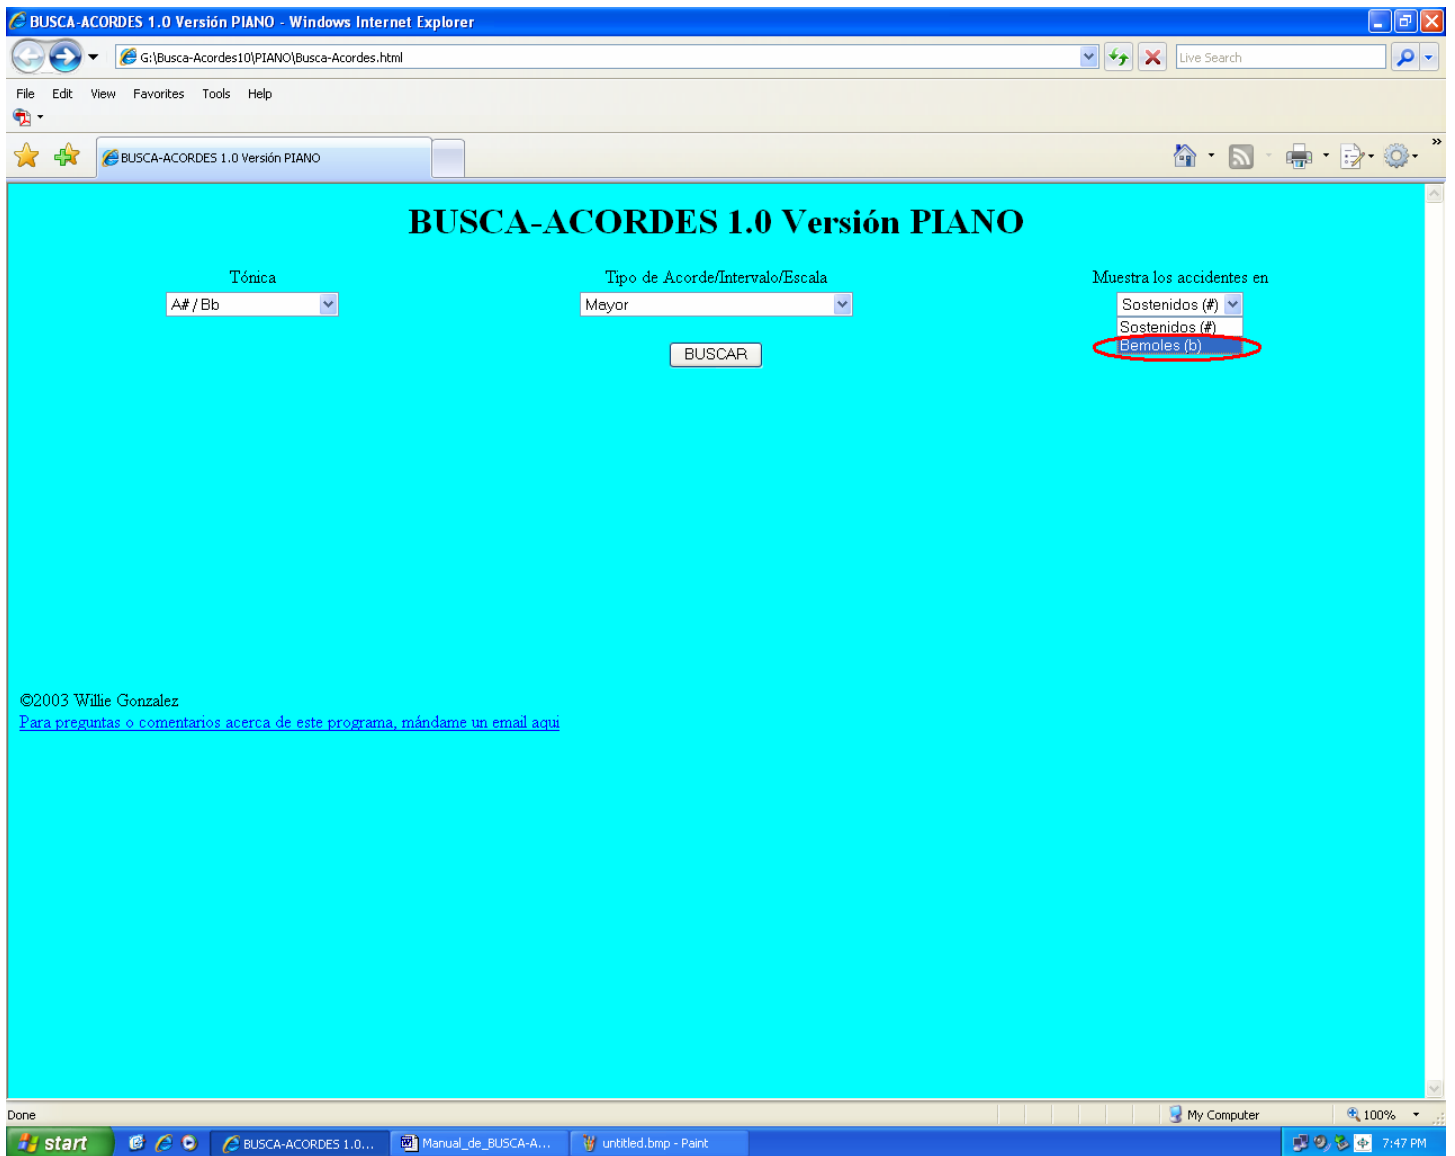 BUSCA-ACORDES 1.0 Versión PIANO - Windows Internet Explorer
G:\Busca-Acordes10\PIANO\Busca-Acordes.html
Live Search
File Edit View Favorites Tools Help
BUSCA-ACORDES 1.0 Versión PIANO
»
BUSCA-ACORDES 1.0 Versión PIANO
Tónica Tipo de Acorde/Intervalo/Escala Muestra los accidentes en
A# / Bb Mayor Sostenidos (#)
Sostenidos (#)
Bemoles (b)
BUSCAR
©2003 Willie Gonzalez
Para preguntas o comentarios acerca de este programa, mándame un email aqui
Done My Computer 100%
start BUSCA-ACORDES 1.0... Manual_de_BUSCA-A... untitled.bmp - Paint 7:47 PM